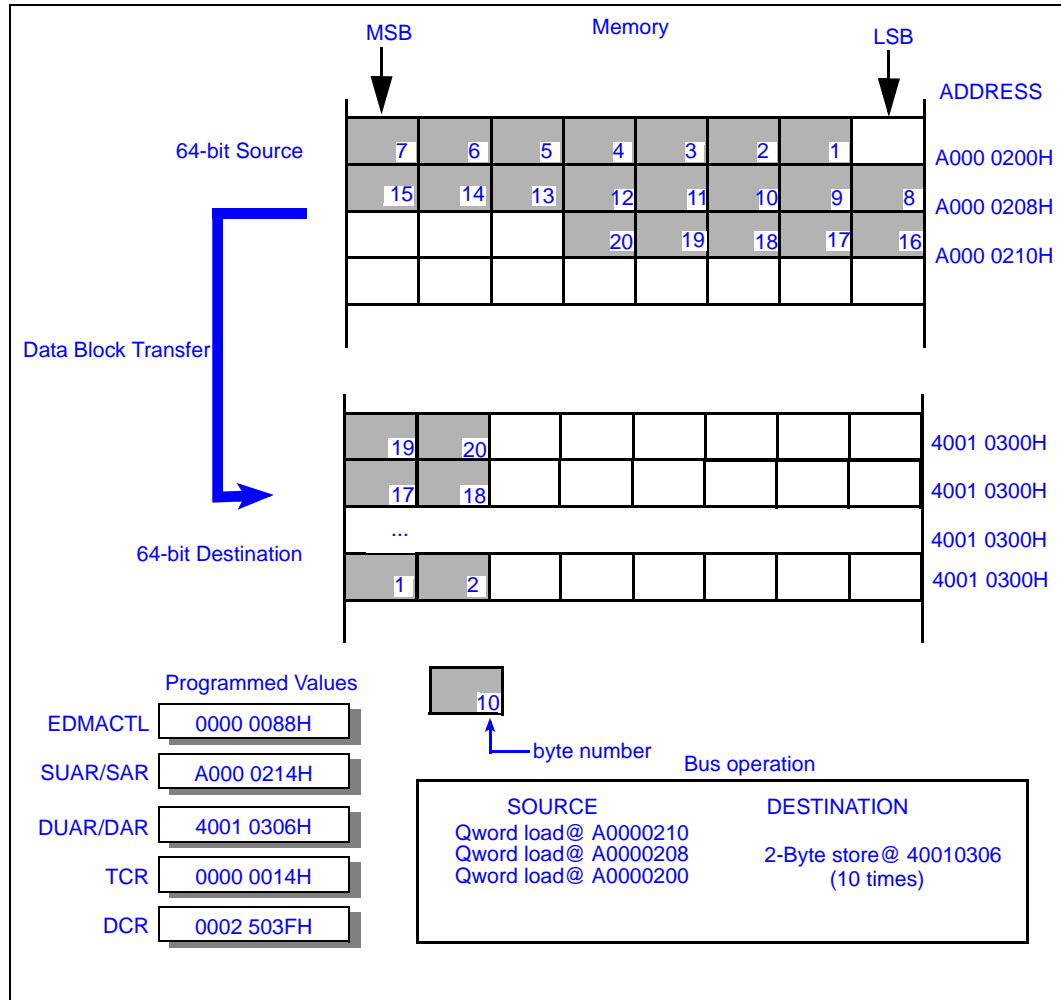 MSB Memory LSB
ADDRESS
64-bit Source 7 6 5 4 3 2 1 A000 0200H
15 14 13 12 11 10 9 8 A000 0208H
20 19 18 17 16 A000 0210H
Data Block Transfer
19 20 4001 0300H
17 18 4001 0300H
... 4001 0300H
64-bit Destination
1 2 4001 0300H
Programmed Values
10
byte number
EDMACTL 0000 0088H
SUAR/SAR A000 0214H
DUAR/DAR 4001 0306H
TCR 0000 0014H
DCR 0002 503FH
Bus operation
SOURCE DESTINATION
Qword load@ A0000210
Qword load@ A0000208 2-Byte store@ 40010306
Qword load@ A0000200 (10 times)